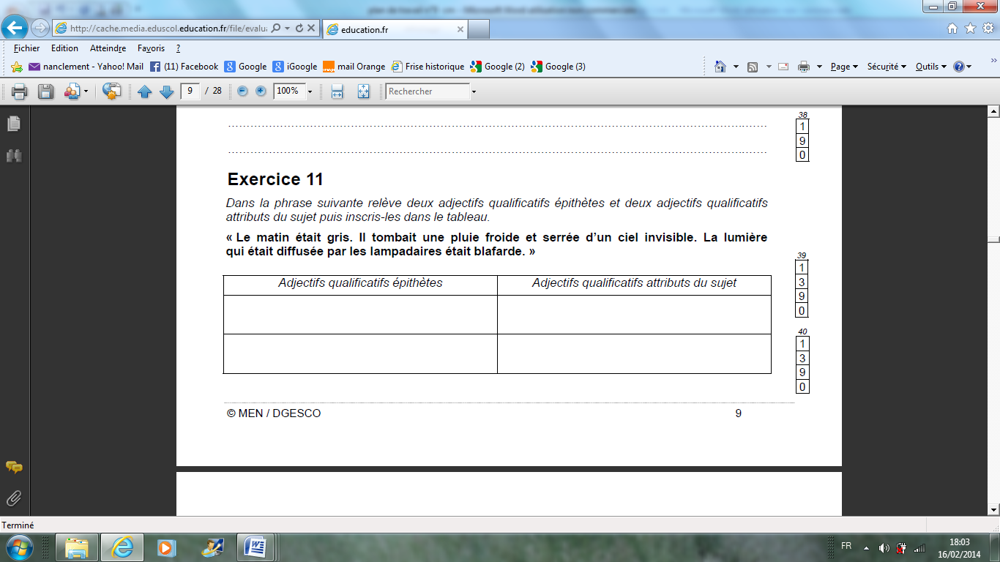 http://cache.media.eduscol.education.fr/file/evalua
education.fr
Fichier Edition Atteindre Favoris ?
nanclement - Yahoo! Mail (11) Facebook Google iGoogle mail Orange Frise historique Google (2) Google (3)
Page Sécurité Outils
9 / 28 100% Rechercher
38
1
9
0
Exercice 11
Dans la phrase suivante relève deux adjectifs qualificatifs épithètes et deux adjectifs qualificatifs
attributs du sujet puis inscris-les dans le tableau.
« Le matin était gris. Il tombait une pluie froide et serrée d’un ciel invisible. La lumière
qui était diffusée par les lampadaires était blafarde. »
39
1
3
9
0
Adjectifs qualificatifs épithètes Adjectifs qualificatifs attributs du sujet
40
1
3
9
0
© MEN / DGESCO 9
Terminé
FR 18:03
16/02/2014